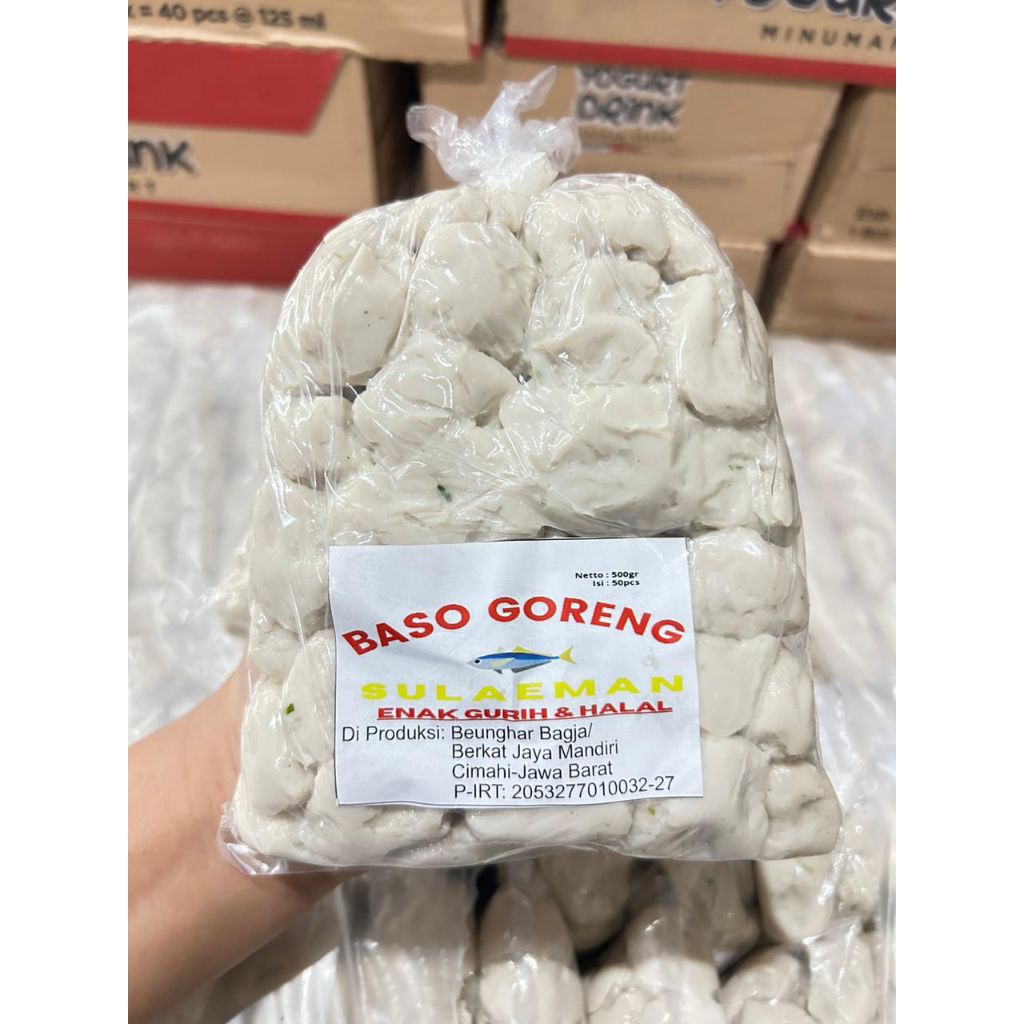 = 40 pcs @ 125 ml
MINUMA
YOGURT
DRINK
Netto : 500gr
Isi : 50pcs
BASO GORENG
SULAEMAN
ENAK GURIH & HALAL
Di Produksi: Beunghar Bagja/
Berkat Jaya Mandiri
Cimahi-Jawa Barat
P-IRT: 2053277010032-27